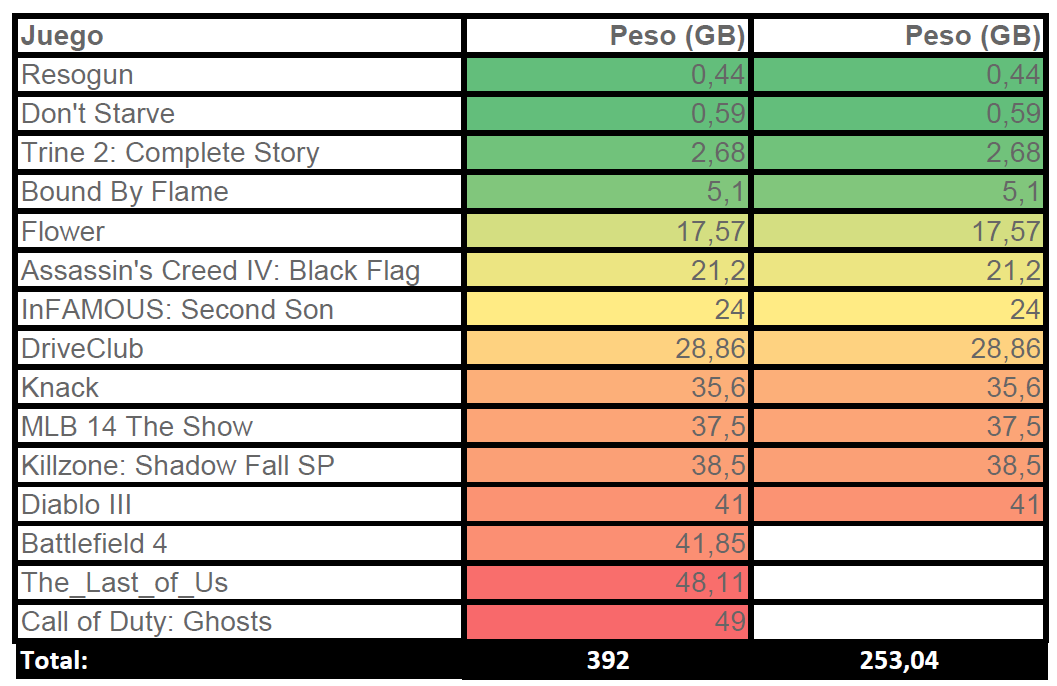 Juego Peso (GB) Peso (GB)
Resogun 0,44 0,44
Don't Starve 0,59 0,59
Trine 2: Complete Story 2,68 2,68
Bound By Flame 5,1 5,1
Flower 17,57 17,57
Assassin's Creed IV: Black Flag 21,2 21,2
InFAMOUS: Second Son 24 24
DriveClub 28,86 28,86
Knack 35,6 35,6
MLB 14 The Show 37,5 37,5
Killzone: Shadow Fall SP 38,5 38,5
Diablo III 41 41
Battlefield 4 41,85
The_Last_of_Us 48,11
Call of Duty: Ghosts 49
Total: 392 253,04